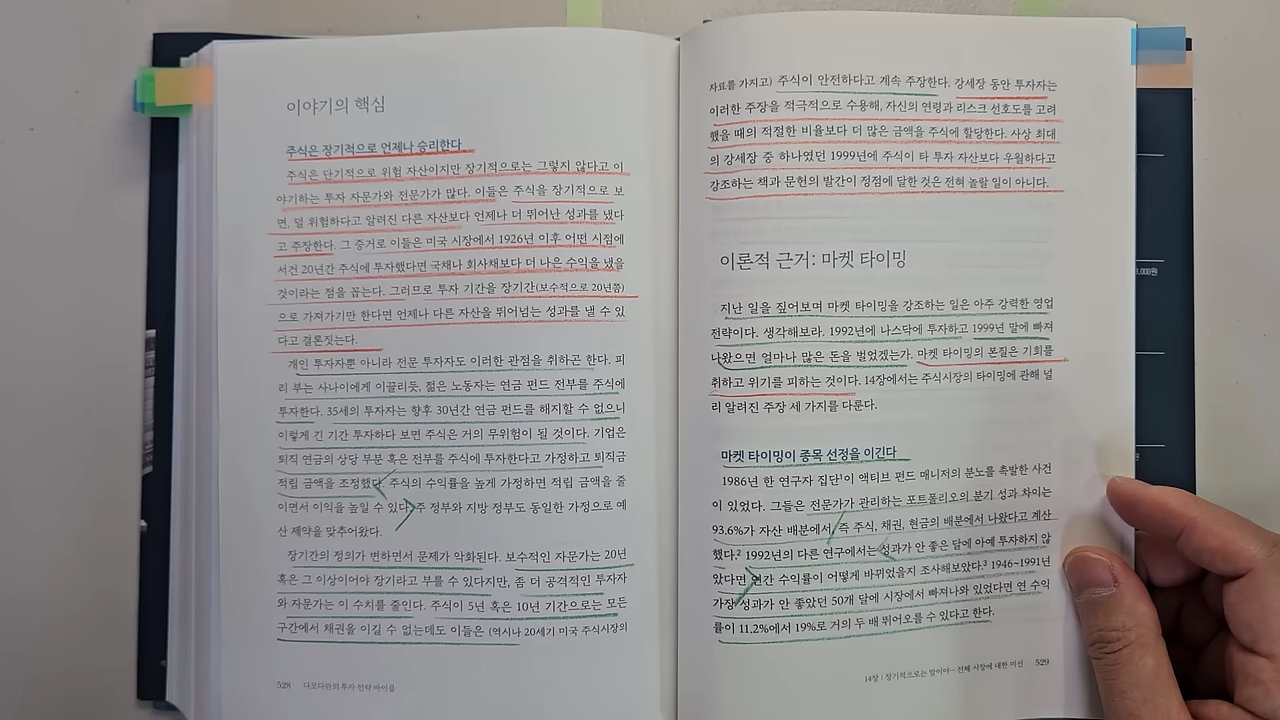 이야기의 핵심
주식은 장기적으로 언제나 승리한다
주식은 단기적으로 위험 자산이지만 장기적으로는 그렇지 않다고 이
야기하는 투자 자문가와 전문가가 많다. 이들은 주식을 장기적으로 보
면, 덜 위험하다고 알려진 다른 자산보다 언제나 더 뛰어난 성과를 냈다
고 주장한다. 그 증거로 이들은 미국 시장에서 1926년 이후 어떤 시점에
서건 20년간 주식에 투자했다면 국채나 회사채보다 더 나은 수익을 냈을
것이라는 점을 꼽는다. 그러므로 투자 기간을 장기간(보수적으로 20년쯤)
으로 가져가기만 한다면 언제나 다른 자산을 뛰어넘는 성과를 낼 수 있
다고 결론짓는다.
개인 투자자뿐 아니라 전문 투자자도 이러한 관점을 취하곤 한다. 피
리 부는 사나이에게 이끌리듯, 젊은 노동자는 연금 펀드 전부를 주식에
투자한다. 35세의 투자자는 향후 30년간 연금 펀드를 해지할 수 없으니
이렇게 긴 기간 투자하다 보면 주식은 거의 무위험이 될 것이다. 기업은
퇴직 연금의 상당 부분 혹은 전부를 주식에 투자한다고 가정하고 퇴직금
적립 금액을 조정했다. 주식의 수익률을 높게 가정하면 적립 금액을 줄
이면서 이익을 높일 수 있다. 주 정부와 지방 정부도 동일한 가정으로 예
산 제약을 맞추어왔다.
장기간의 정의가 변하면서 문제가 악화된다. 보수적인 자문가는 20년
혹은 그 이상이어야 장기라고 부를 수 있다지만, 좀 더 공격적인 투자자
와 자문가는 이 수치를 줄인다. 주식이 5년 혹은 10년 기간으로는 모든
구간에서 채권을 이길 수 없는데도 이들은 (역시나 20세기 미국 주식시장의
528 다모다란의 투자 전략 바이블
자료를 가지고) 주식이 안전하다고 계속 주장한다. 강세장 동안 투자자는
이러한 주장을 적극적으로 수용해, 자신의 연령과 리스크 선호도를 고려
했을 때의 적절한 비율보다 더 많은 금액을 주식에 할당한다. 사상 최대
의 강세장 중 하나였던 1999년에 주식이 타 투자 자산보다 우월하다고
강조하는 책과 문헌의 발간이 정점에 달한 것은 전혀 놀랄 일이 아니다.
이론적 근거: 마켓 타이밍
지난 일을 짚어보며 마켓 타이밍을 강조하는 일은 아주 강력한 영업
전략이다. 생각해보라. 1992년에 나스닥에 투자하고 1999년 말에 빠져
나왔으면 얼마나 많은 돈을 벌었겠는가. 마켓 타이밍의 본질은 기회를
취하고 위기를 피하는 것이다. 14장에서는 주식시장의 타이밍에 관해 널
리 알려진 주장 세 가지를 다룬다.
마켓 타이밍이 종목 선정을 이긴다
1986년 한 연구자 집단¹이 액티브 펀드 매니저의 분노를 촉발한 사건
이 있었다. 그들은 전문가가 관리하는 포트폴리오의 분기 성과 차이는
93.6%가 자산 배분에서, 즉 주식, 채권, 현금의 배분에서 나왔다고 계산
했다.² 1992년의 다른 연구에서는 성과가 안 좋은 달에 아예 투자하지 않
았다면 연간 수익률이 어떻게 바뀌었을지 조사해보았다.³ 1946~1991년
가장 성과가 안 좋았던 50개 달에 시장에서 빠져나와 있었다면 연 수익
률이 11.2%에서 19%로 거의 두 배 뛰어오를 수 있다고 한다.
14장 | 장기적으로는 말이야… 전체 시장에 대한 미신 529